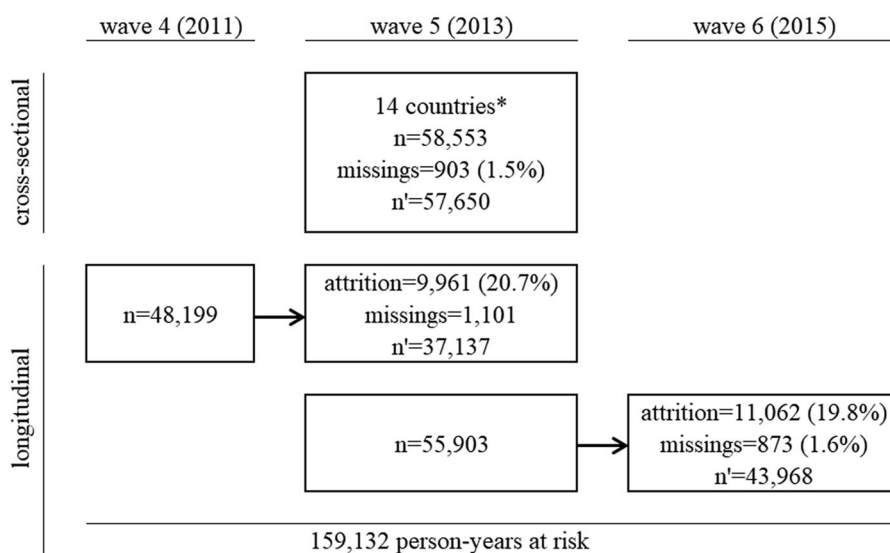 wave 4 (2011)
wave 5 (2013)
wave 6 (2015)
cross-sectional
14 countries*
n=58,553
missings=903 (1.5%)
n'=57,650
longitudinal
n=48,199
attrition=9,961 (20.7%)
missings=1,101
n'=37,137
n=55,903
attrition=11,062 (19.8%)
missings=873 (1.6%)
n'=43,968
159,132 person-years at risk